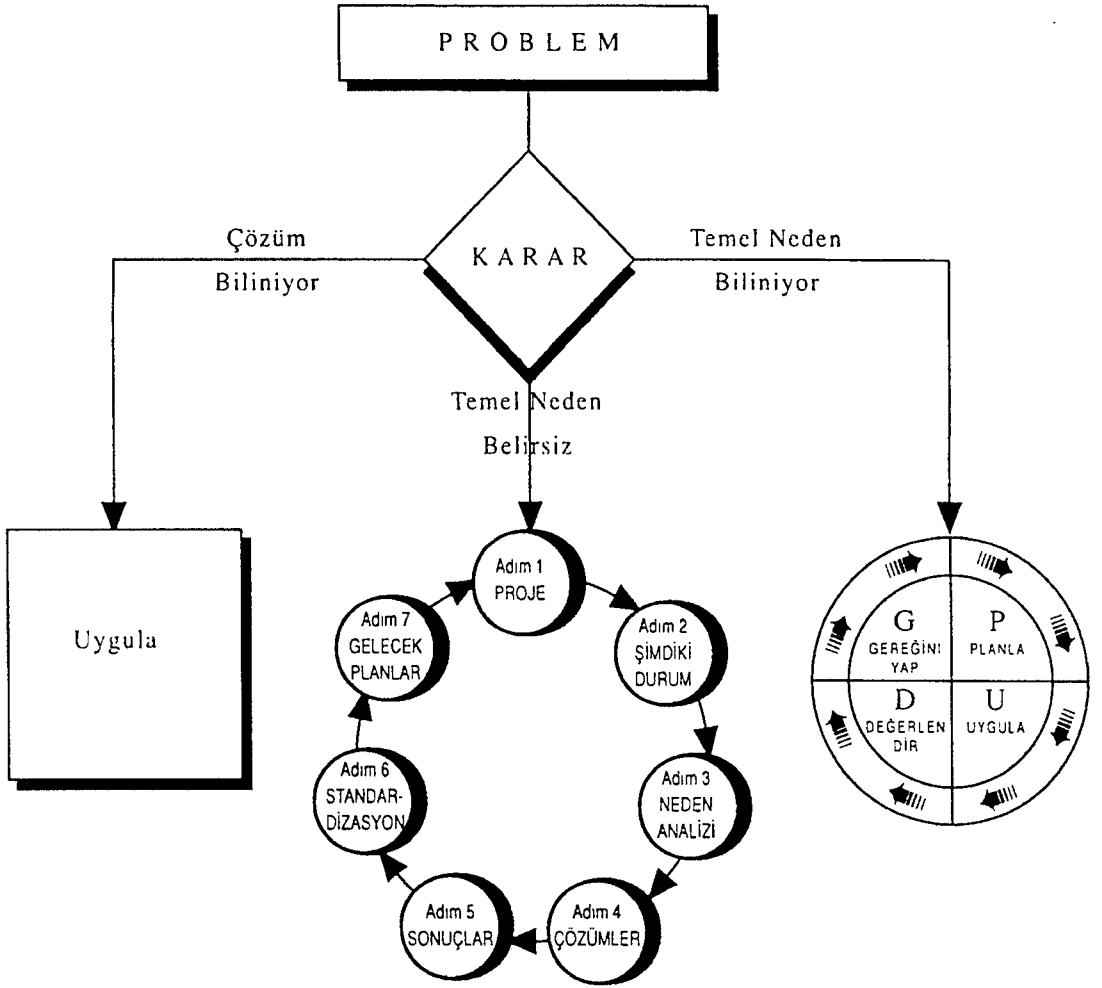 PROBLEM
KARAR
Çözüm
Biliniyor
Temel Neden
Biliniyor
Temel Neden
Belirsiz
Uygula
Adım 1
PROJE
Adım 2
ŞİMDİKİ
DURUM
Adım 3
NEDEN
ANALİZİ
Adım 4
ÇÖZÜMLER
Adım 5
SONUÇLAR
Adım 6
STANDAR-
DİZASYON
Adım 7
GELECEK
PLANLAR
G
GEREĞİNİ
YAP
P
PLANLA
D
DEĞERLEN
DİR
U
UYGULA